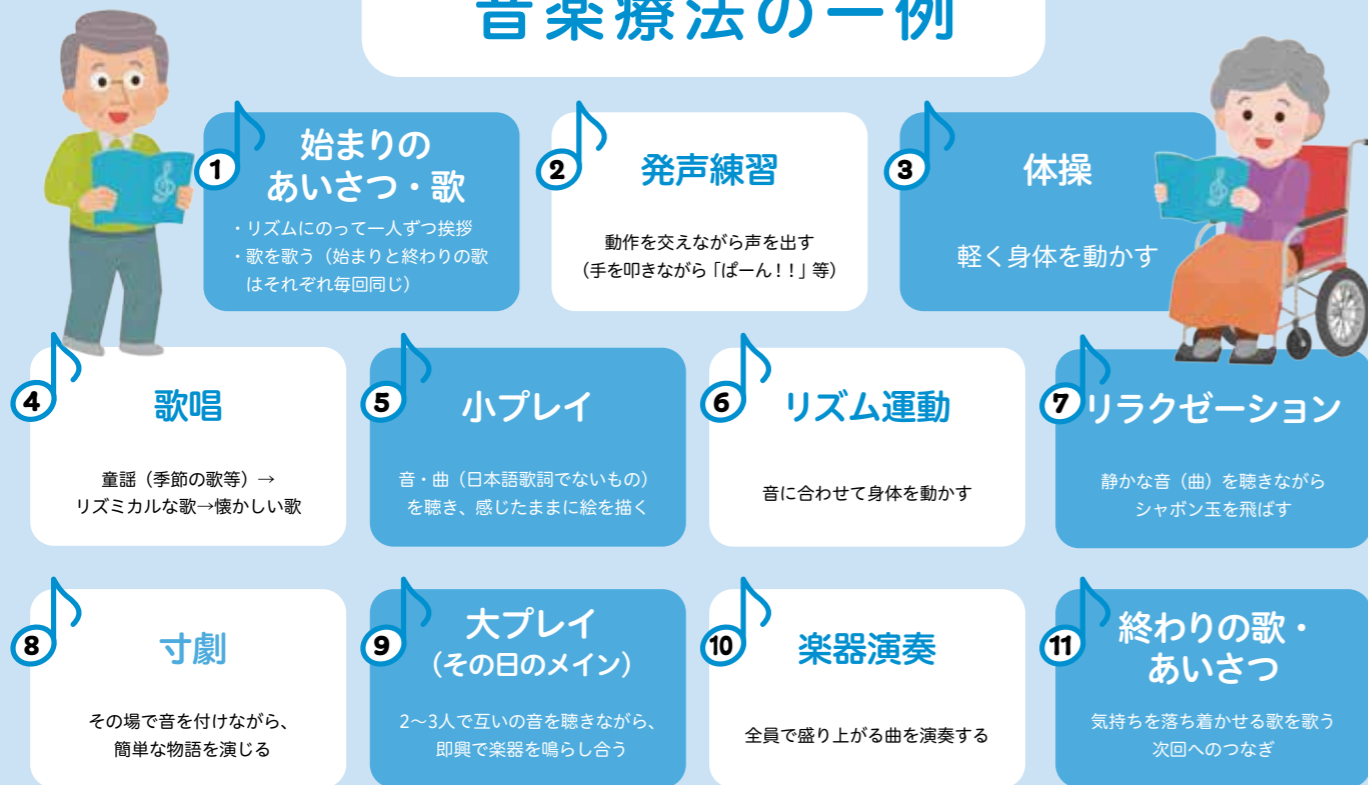 音楽療法の一例
1
始まりの
あいさつ・歌
・リズムにのって一人ずつ挨拶
・歌を歌う（始まりと終わりの歌
はそれぞれ毎回同じ）
2
発声練習
動作を交えながら声を出す
（手を叩きながら「ぱーん！！」等）
3
体操
軽く身体を動かす
4
歌唱
童謡（季節の歌等）→
リズミカルな歌→懐かしい歌
5
小プレイ
音・曲（日本語歌詞でないもの）
を聴き、感じたままに絵を描く
6
リズム運動
音に合わせて身体を動かす
7
リラクゼーション
静かな音（曲）を聴きながら
シャボン玉を飛ばす
8
寸劇
その場で音を付けながら、
簡単な物語を演じる
9
大プレイ
（その日のメイン）
2〜3人で互いの音を聴きながら、
即興で楽器を鳴らし合う
10
楽器演奏
全員で盛り上がる曲を演奏する
11
終わりの歌・
あいさつ
気持ちを落ち着かせる歌を歌う
次回へのつなぎ